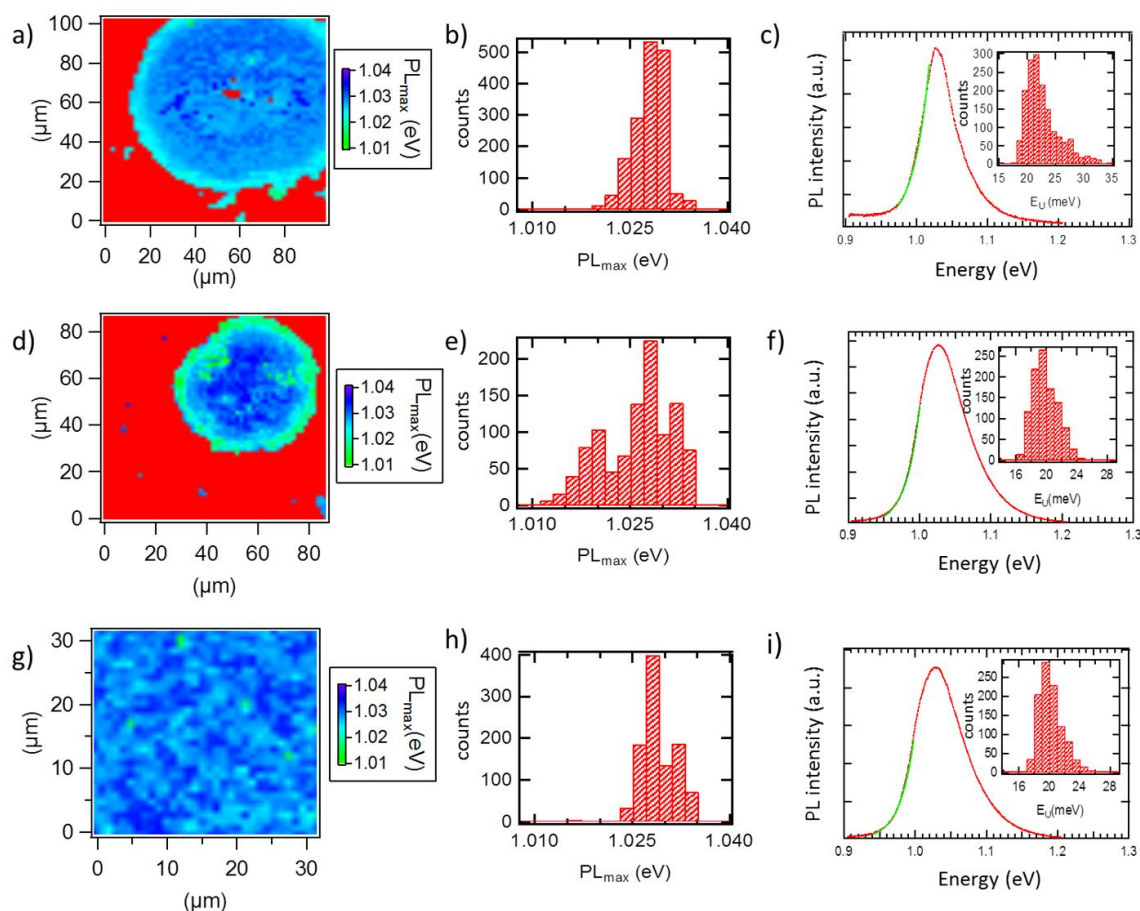 a)
100
80
60
40
20
0
(µm)
20 40 60 80
(µm)
1.04
1.03
1.02
1.01
PLmax (eV)
b)
500
400
300
200
100
0
counts
1.010 1.025 1.040
PLmax (eV)
c)
PL intensity (a.u.)
0.9 1.0 1.1 1.2 1.3
Energy (eV)
300
250
200
150
100
50
0
counts
15 20 25 30 35
EU (meV)
d)
80
60
40
20
0
(µm)
0 20 40 60 80
(µm)
1.04
1.03
1.02
1.01
PLmax(eV)
e)
200
150
100
50
0
counts
1.010 1.025 1.040
PLmax (eV)
f)
PL intensity (a.u.)
0.9 1.0 1.1 1.2 1.3
Energy (eV)
250
200
150
100
50
0
counts
16 20 24 28
EU(meV)
g)
30
20
10
0
(µm)
0 10 20 30
(µm)
1.04
1.03
1.02
1.01
PLmax(eV)
h)
400
300
200
100
0
counts
1.010 1.025 1.040
PLmax (eV)
i)
PL intensity (a.u.)
0.9 1.0 1.1 1.2 1.3
Energy (eV)
250
200
150
100
50
0
counts
16 20 24 28
EU(meV)